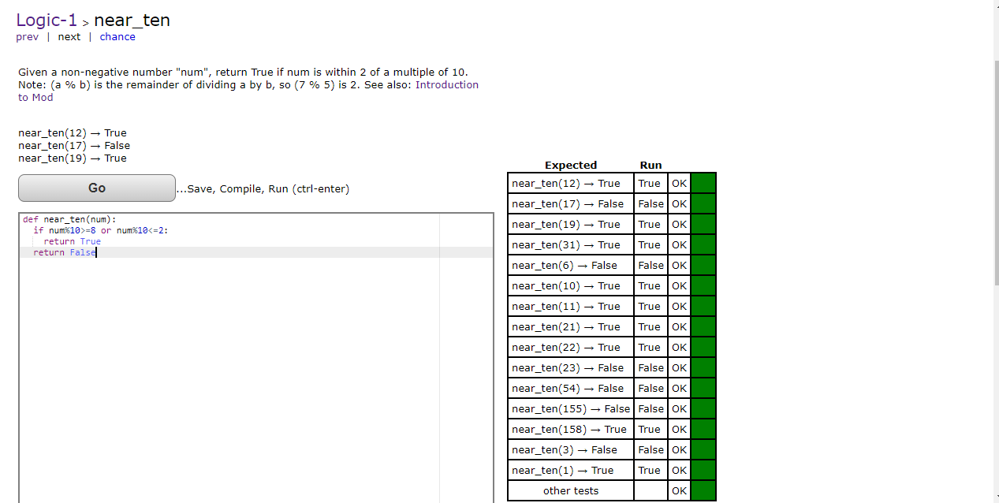 Logic-1 > near_ten
prev | next | chance
Given a non-negative number "num", return True if num is within 2 of a multiple of 10.
Note: (a % b) is the remainder of dividing a by b, so (7 % 5) is 2. See also: Introduction
to Mod
near_ten(12) → True
near_ten(17) → False
near_ten(19) → True
Go ...Save, Compile, Run (ctrl-enter)
def near_ten(num):
  if num%10>=8 or num%10<=2:
    return True
  return False
Expected Run
near_ten(12) → True True OK
near_ten(17) → False False OK
near_ten(19) → True True OK
near_ten(31) → True True OK
near_ten(6) → False False OK
near_ten(10) → True True OK
near_ten(11) → True True OK
near_ten(21) → True True OK
near_ten(22) → True True OK
near_ten(23) → False False OK
near_ten(54) → False False OK
near_ten(155) → False False OK
near_ten(158) → True True OK
near_ten(3) → False False OK
near_ten(1) → True True OK
other tests OK